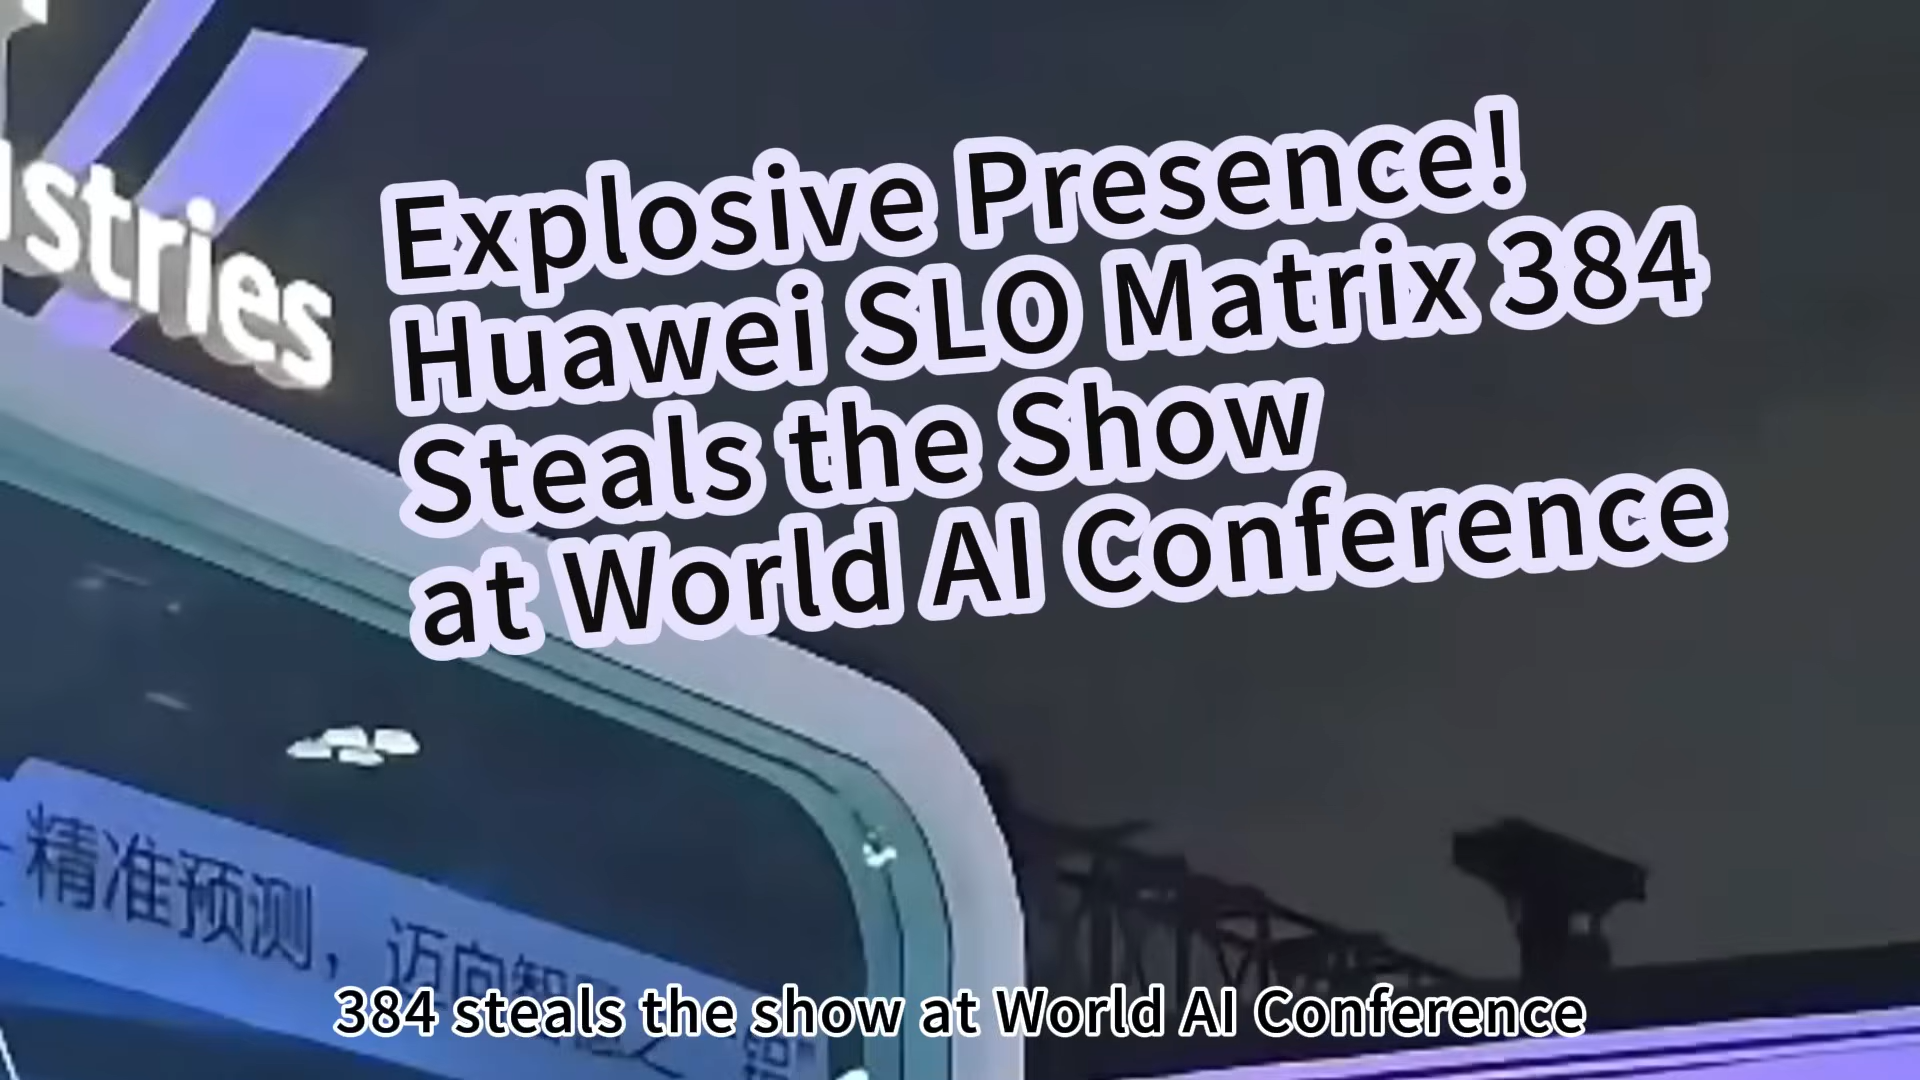 Explosive Presence!
Huawei SLO Matrix 384
Steals the Show
at World AI Conference
精准预测，迈向智
384 steals the show at World AI Conference